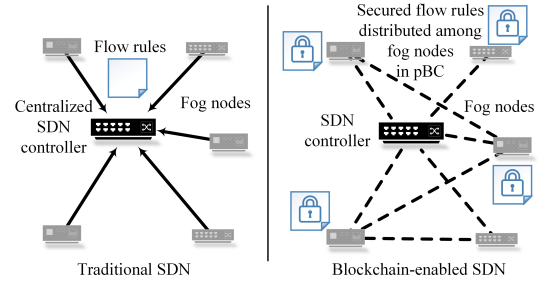 Flow rules
Centralized
SDN
controller
Fog nodes
Traditional SDN
Secured flow rules
distributed among
fog nodes
in pBC
SDN
controller
Fog nodes
Blockchain-enabled SDN